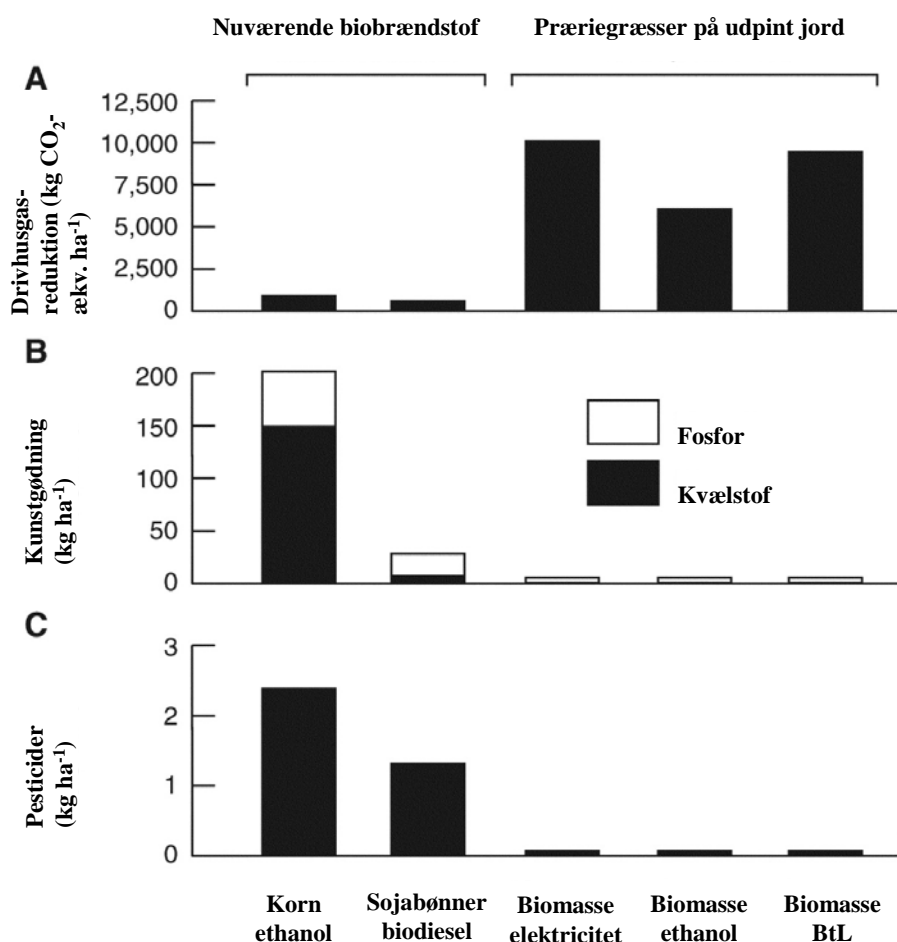 Nuværende biobrændstof
Præriegræsser på udpint jord
A
Drivhusgas-
reduktion (kg CO₂-
ækv. ha⁻¹)
12,500
10,000
7,500
5,000
2,500
0
B
Kunstgødning
(kg ha⁻¹)
200
150
100
50
0
Fosfor
Kvælstof
C
Pesticider
(kg ha⁻¹)
3
2
1
0
Korn
ethanol
Sojabønner
biodiesel
Biomasse
elektricitet
Biomasse
ethanol
Biomasse
BtL